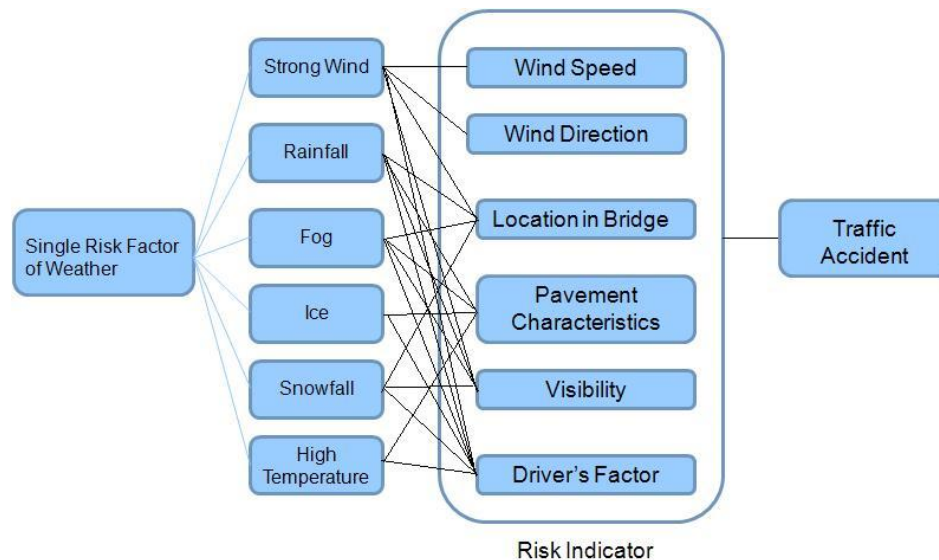 Single Risk Factor
of Weather
Strong Wind
Rainfall
Fog
Ice
Snowfall
High
Temperature
Wind Speed
Wind Direction
Location in Bridge
Pavement
Characteristics
Visibility
Driver's Factor
Risk Indicator
Traffic
Accident